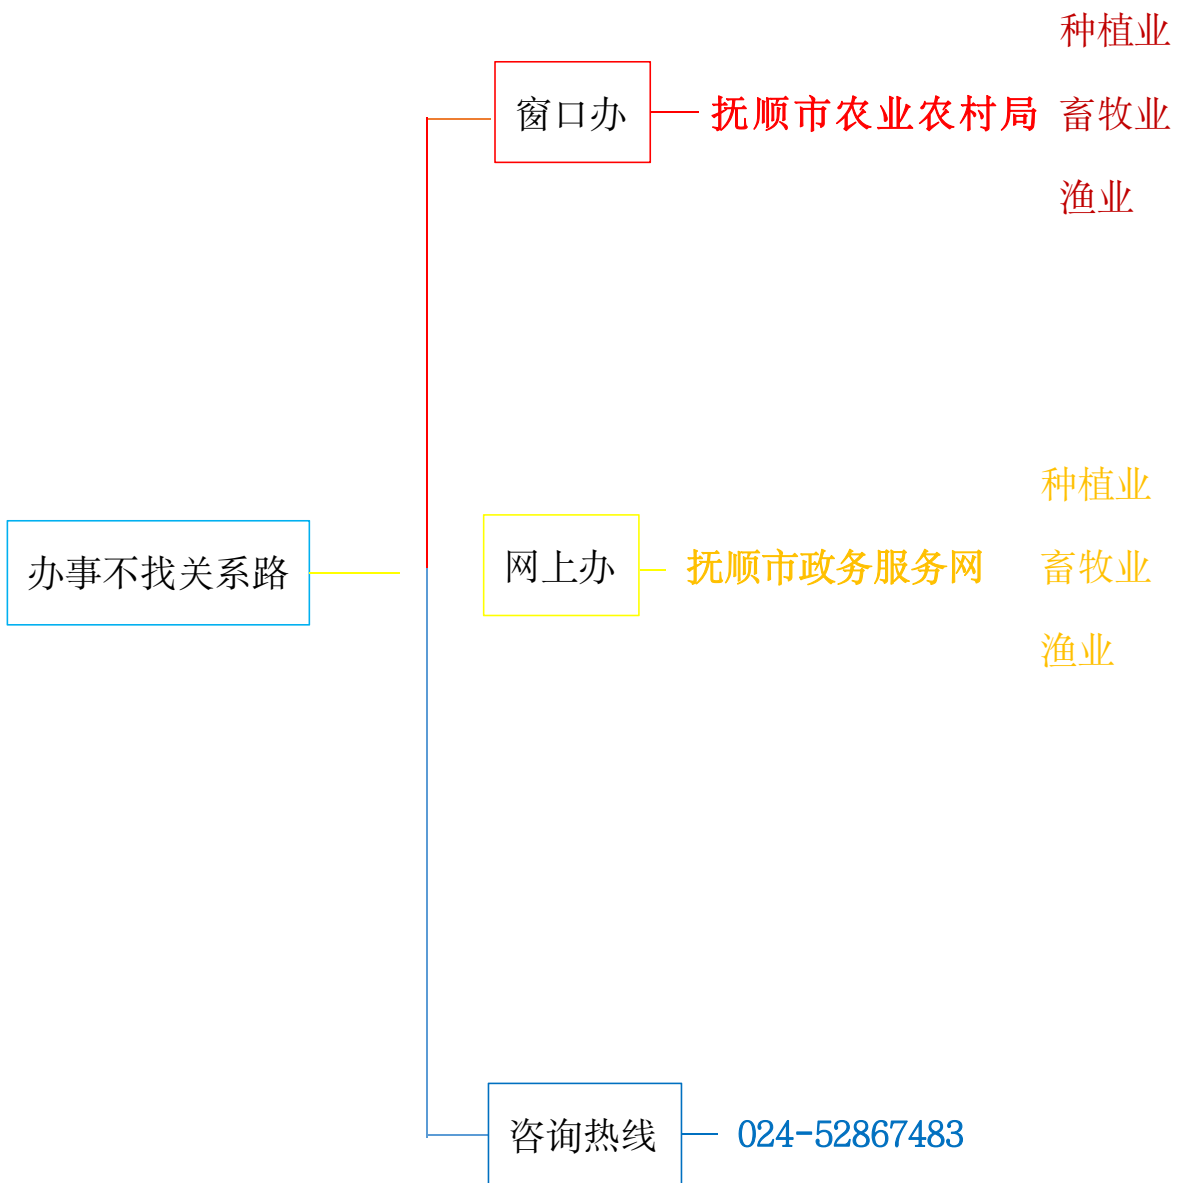 种植业
窗口办
抚顺市农业农村局
畜牧业
渔业
种植业
办事不找关系路
网上办
抚顺市政务服务网
畜牧业
渔业
咨询热线
024-52867483